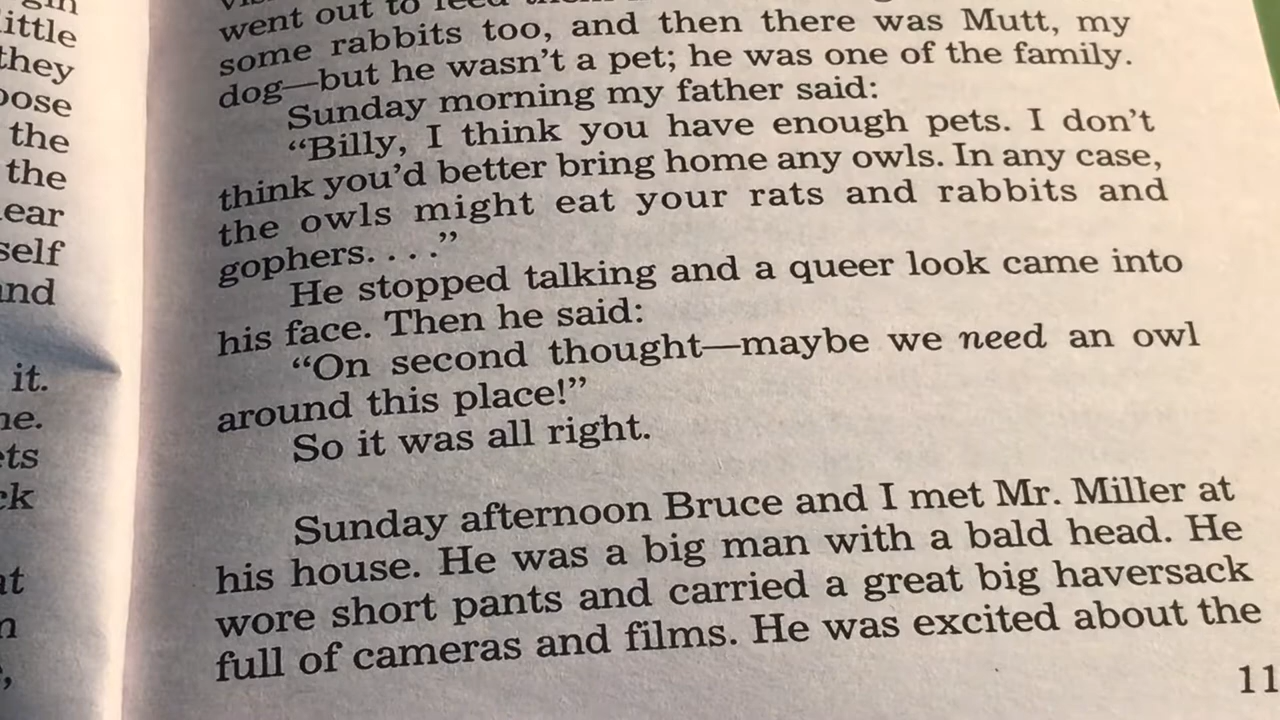 went out to feed
some rabbits too, and then there was Mutt, my
dog—but he wasn't a pet; he was one of the family.
Sunday morning my father said:
"Billy, I think you have enough pets. I don't
think you'd better bring home any owls. In any case,
the owls might eat your rats and rabbits and
gophers. . . ."
He stopped talking and a queer look came into
his face. Then he said:
"On second thought—maybe we need an owl
around this place!"
So it was all right.
Sunday afternoon Bruce and I met Mr. Miller at
his house. He was a big man with a bald head. He
wore short pants and carried a great big haversack
full of cameras and films. He was excited about the
11